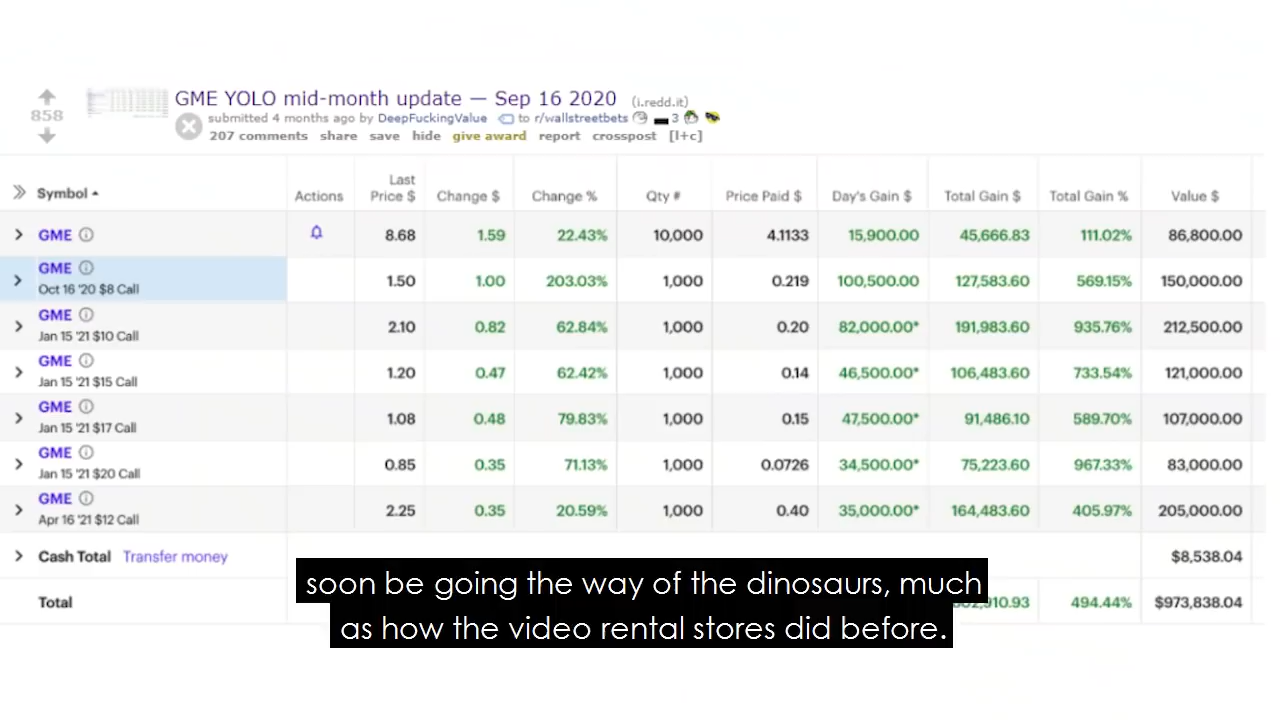 858
GME YOLO mid-month update — Sep 16 2020 (i.redd.it)
submitted 4 months ago by DeepFuckingValue to r/wallstreetbets 3
207 comments share save hide give award report crosspost [l+c]
Symbol Actions Last Price $ Change $ Change % Qty # Price Paid $ Day's Gain $ Total Gain $ Total Gain % Value $
GME 8.68 1.59 22.43% 10,000 4.1133 15,900.00 45,666.83 111.02% 86,800.00
GME
Oct 16 '20 $8 Call 1.50 1.00 203.03% 1,000 0.219 100,500.00 127,583.60 569.15% 150,000.00
GME
Jan 15 '21 $10 Call 2.10 0.82 62.84% 1,000 0.20 82,000.00* 191,983.60 935.76% 212,500.00
GME
Jan 15 '21 $15 Call 1.20 0.47 62.42% 1,000 0.14 46,500.00* 106,483.60 733.54% 121,000.00
GME
Jan 15 '21 $17 Call 1.08 0.48 79.83% 1,000 0.15 47,500.00* 91,486.10 589.70% 107,000.00
GME
Jan 15 '21 $20 Call 0.85 0.35 71.13% 1,000 0.0726 34,500.00* 75,223.60 967.33% 83,000.00
GME
Apr 16 '21 $12 Call 2.25 0.35 20.59% 1,000 0.40 35,000.00* 164,483.60 405.97% 205,000.00
Cash Total Transfer money $8,538.04
Total 494.44% $973,838.04
soon be going the way of the dinosaurs, much
as how the video rental stores did before.